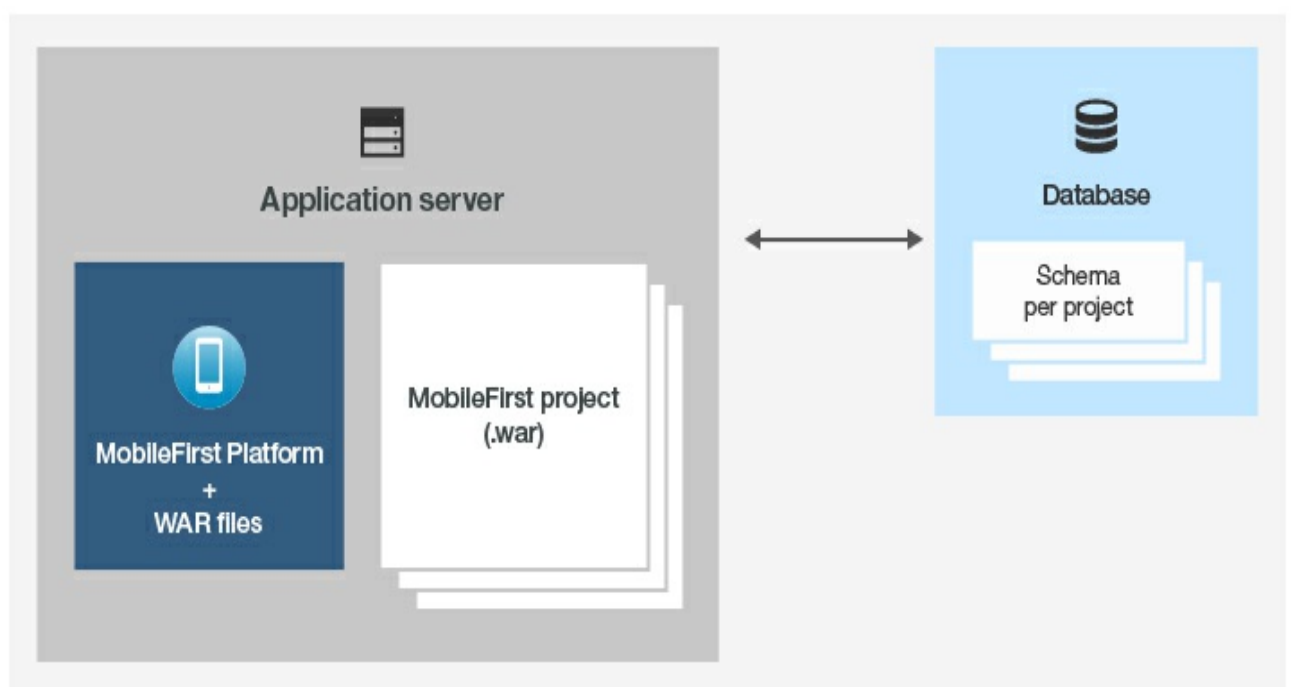 Application server
MobileFirst Platform
+
WAR files
MobileFirst project
(.war)
Database
Schema
per project